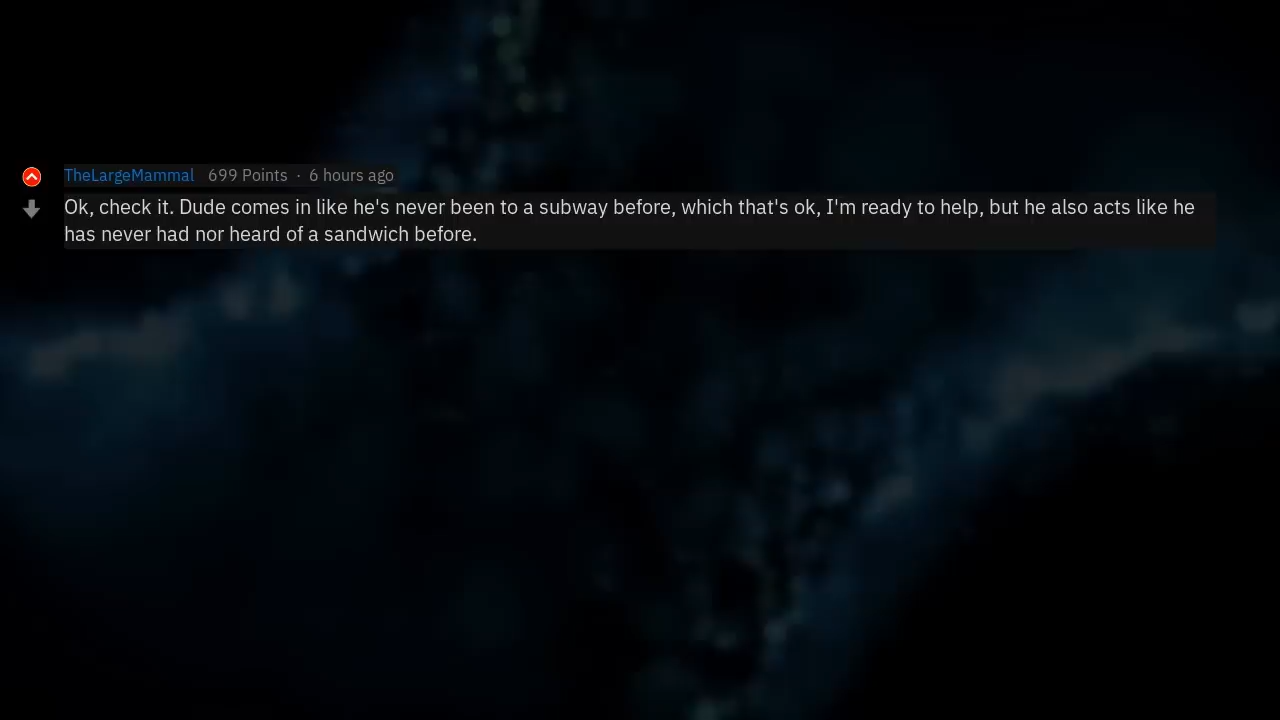 TheLargeMammal 699 Points · 6 hours ago
Ok, check it. Dude comes in like he's never been to a subway before, which that's ok, I'm ready to help, but he also acts like he
has never had nor heard of a sandwich before.